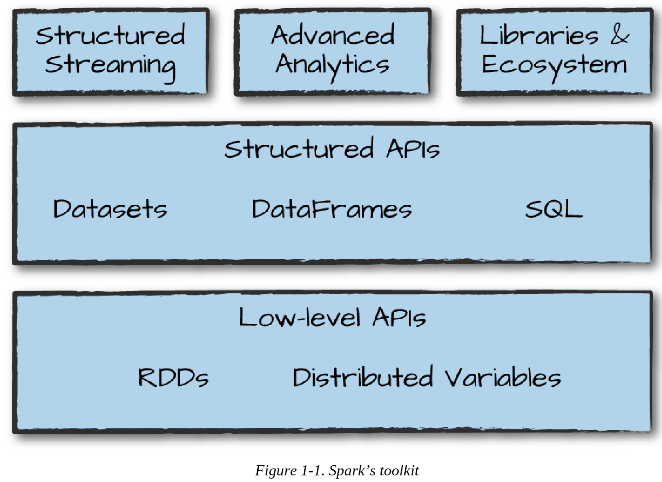 Structured
Streaming
Advanced
Analytics
Libraries &
Ecosystem
Structured APIs
Datasets DataFrames SQL
Low-level APIs
RDDs Distributed Variables
Figure 1-1. Spark's toolkit